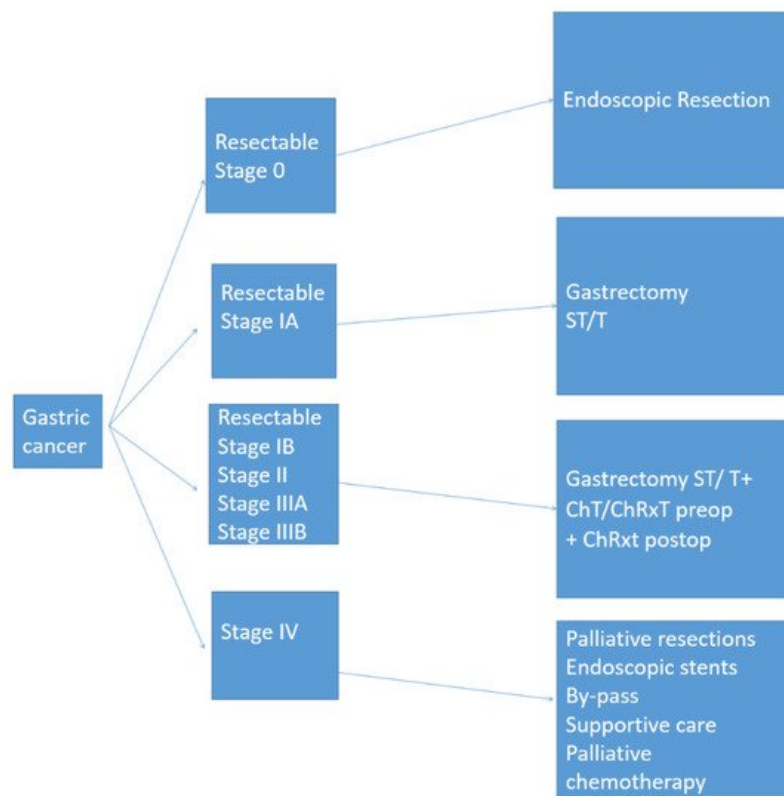 Gastric
cancer
Resectable
Stage 0
Endoscopic Resection
Resectable
Stage IA
Gastrectomy
ST/T
Resectable
Stage IB
Stage II
Stage IIIA
Stage IIIB
Gastrectomy ST/ T+
ChT/ChRxT preop
+ ChRxt postop
Stage IV
Palliative resections
Endoscopic stents
By-pass
Supportive care
Palliative
chemotherapy